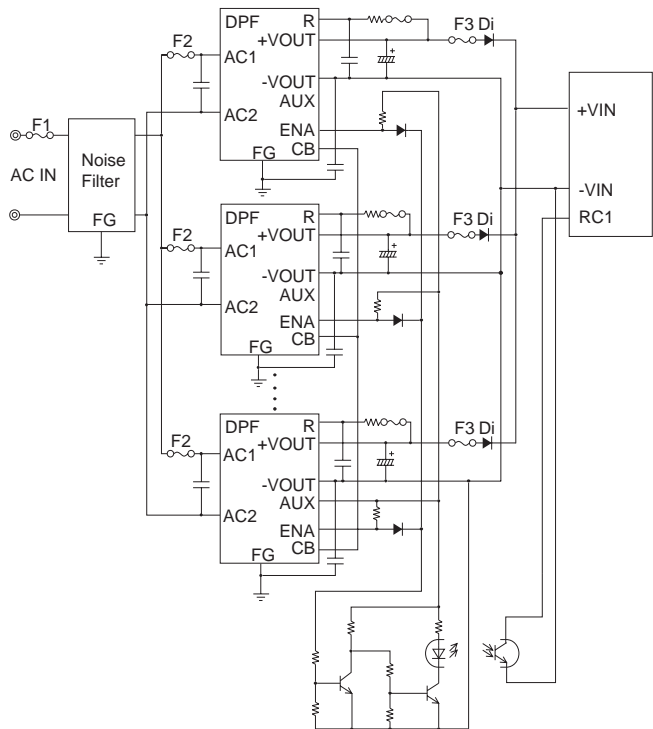 F1
AC IN
Noise
Filter
FG
F2
DPF
AC1
AC2
FG
R
+VOUT
-VOUT
AUX
ENA
CB
F3 Di
F2
DPF
AC1
AC2
FG
R
+VOUT
-VOUT
AUX
ENA
CB
F3 Di
F2
DPF
AC1
AC2
FG
R
+VOUT
-VOUT
AUX
ENA
CB
F3 Di
+VIN
-VIN
RC1